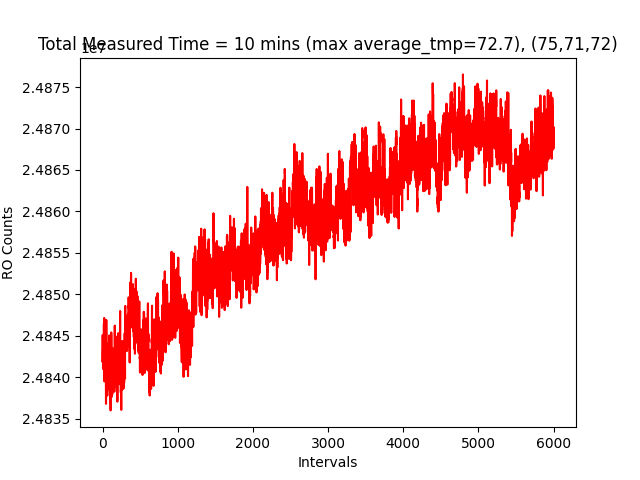 Total Measured Time = 10 mins (max average_tmp=72.7), (75,71,72)
1e7
2.4875
2.4870
2.4865
2.4860
2.4855
2.4850
2.4845
2.4840
2.4835
RO Counts
0 1000 2000 3000 4000 5000 6000
Intervals